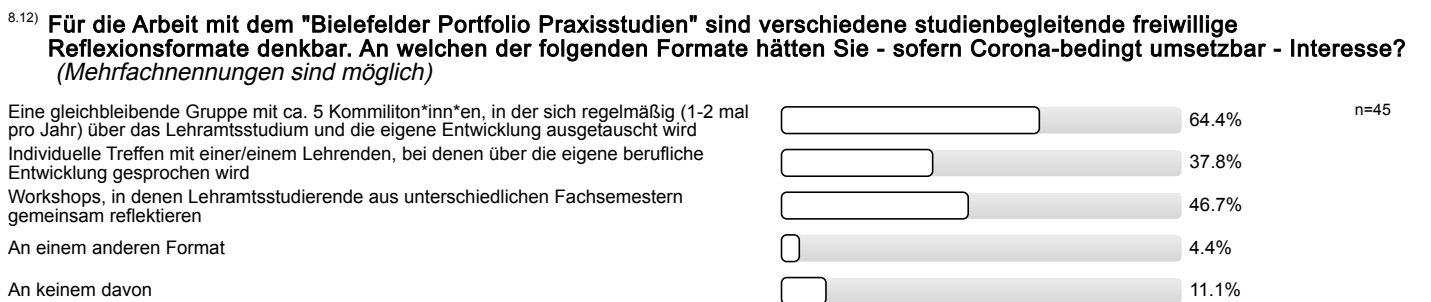 8.12) Für die Arbeit mit dem "Bielefelder Portfolio Praxisstudien" sind verschiedene studienbegleitende freiwillige
Reflexionsformate denkbar. An welchen der folgenden Formate hätten Sie - sofern Corona-bedingt umsetzbar - Interesse?
(Mehrfachnennungen sind möglich)
Eine gleichbleibende Gruppe mit ca. 5 Kommiliton*inn*en, in der sich regelmäßig (1-2 mal
pro Jahr) über das Lehramtsstudium und die eigene Entwicklung ausgetauscht wird
64.4%
n=45
Individuelle Treffen mit einer/einem Lehrenden, bei denen über die eigene berufliche
Entwicklung gesprochen wird
37.8%
Workshops, in denen Lehramtsstudierende aus unterschiedlichen Fachsemestern
gemeinsam reflektieren
46.7%
An einem anderen Format
4.4%
An keinem davon
11.1%